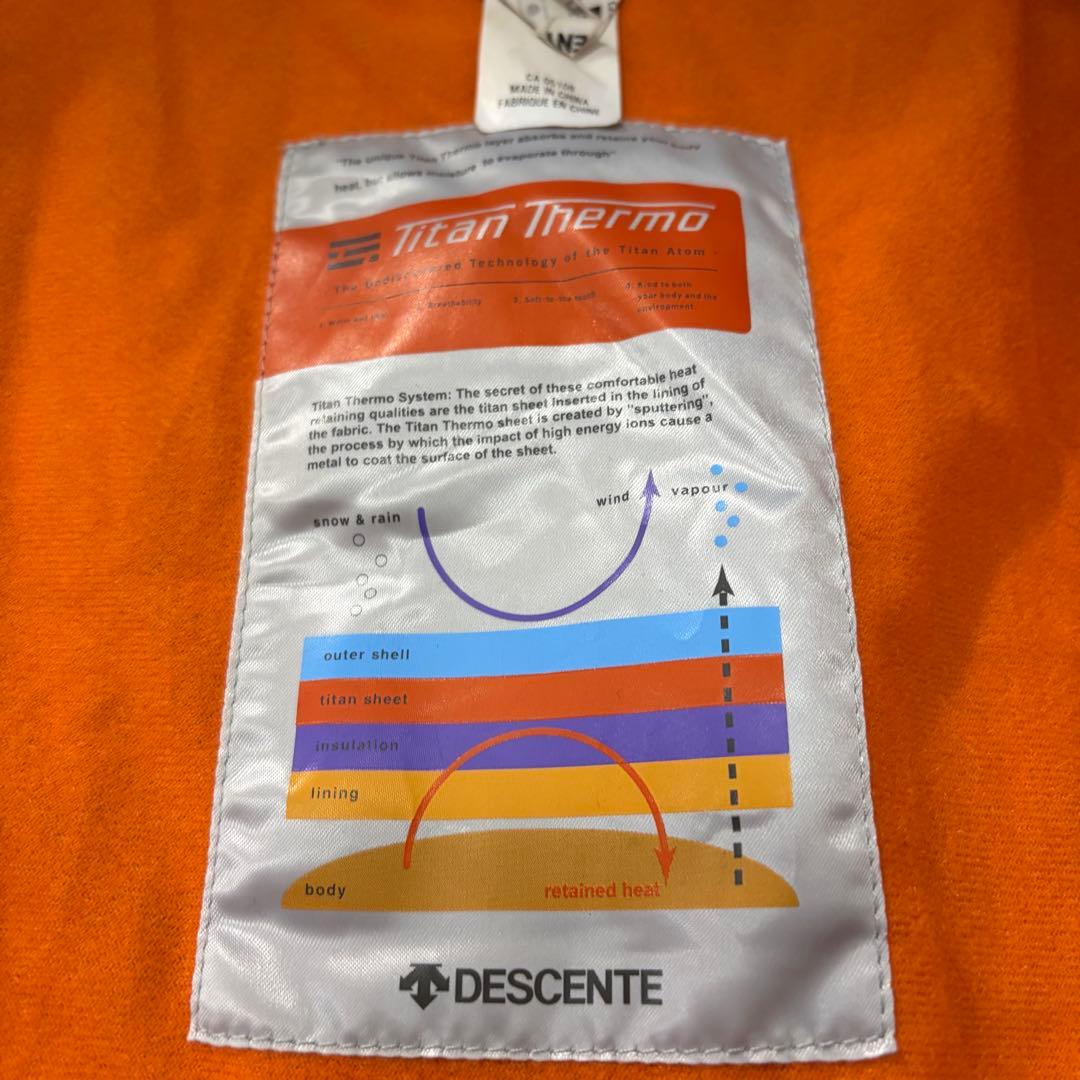 CA
MADE IN CHINA
FABRIQUE EN CHINE
"The unique Titan Thermo layer absorbs and retains your body
heat, but allows moisture to evaporate through"
Titan Thermo
The Undiscovered Technology of the Titan Atom -
Breathability 3. Soft-to-the touch 4. Kind to both
your body and the
environment
Titan Thermo System: The secret of these comfortable heat
retaining qualities are the titan sheet inserted in the lining of
the fabric. The Titan Thermo sheet is created by "sputtering",
the process by which the impact of high energy ions cause a
metal to coat the surface of the sheet.
wind vapour
snow & rain
outer shell
titan sheet
insulation
lining
body retained heat
DESCENTE